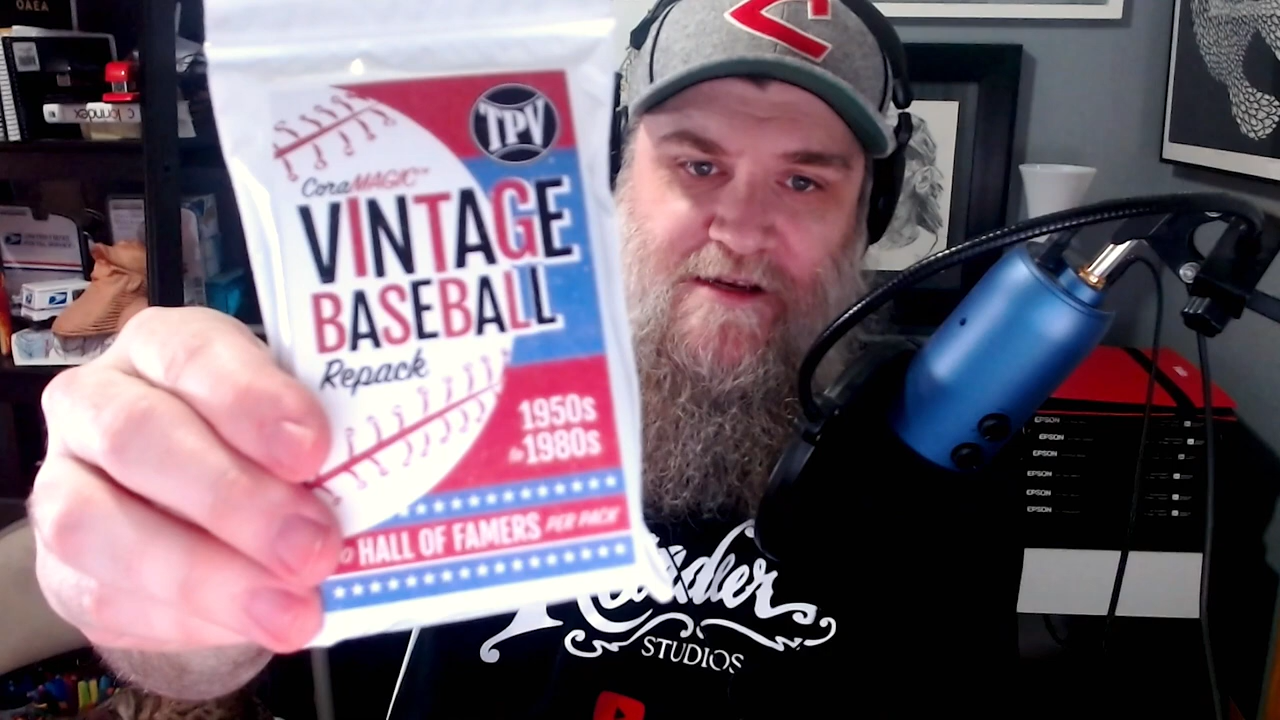 OAEA
TPV
CoraMAGIC™
VINTAGE
BASEBALL
Repack
1950s
to 1980s
HALL OF FAMERS PER PACK
EPSON
EPSON
EPSON
EPSON
EPSON
EPSON
STUDIOS